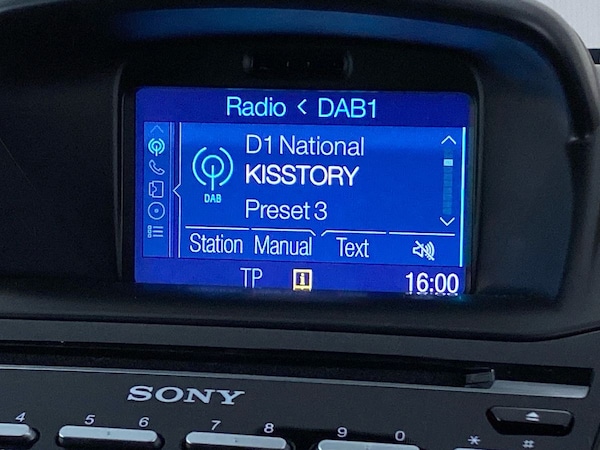 Radio < DAB1
D1 National
KISSTORY
DAB
Preset 3
Station Manual Text
TP i 16:00
SONY
4 5 6 7 8 9 0 * #